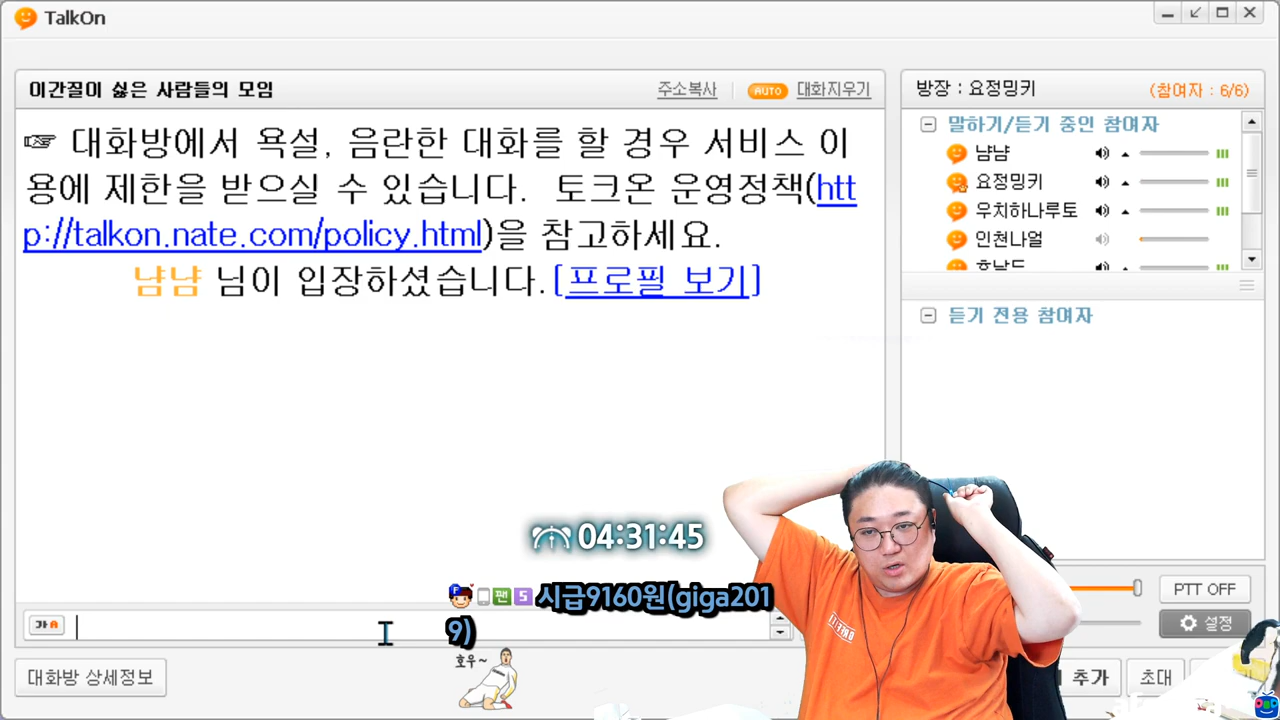 TalkOn
이간질이 싫은 사람들의 모임
주소복사
AUTO
대화지우기
☞ 대화방에서 욕설, 음란한 대화를 할 경우 서비스 이
용에 제한을 받으실 수 있습니다. 토크온 운영정책(htt
p://talkon.nate.com/policy.html)을 참고하세요.
냠냠 님이 입장하셨습니다.[프로필 보기]
방장 : 요정밍키
(참여자 : 6/6)
말하기/듣기 중인 참여자
냠냠
요정밍키
우치하나루토
인천나얼
듣기 전용 참여자
04:31:45
짼 5 시급9160원(giga201
9)
호우~
가A
PTT OFF
설정
대화방 상세정보
추가
초대